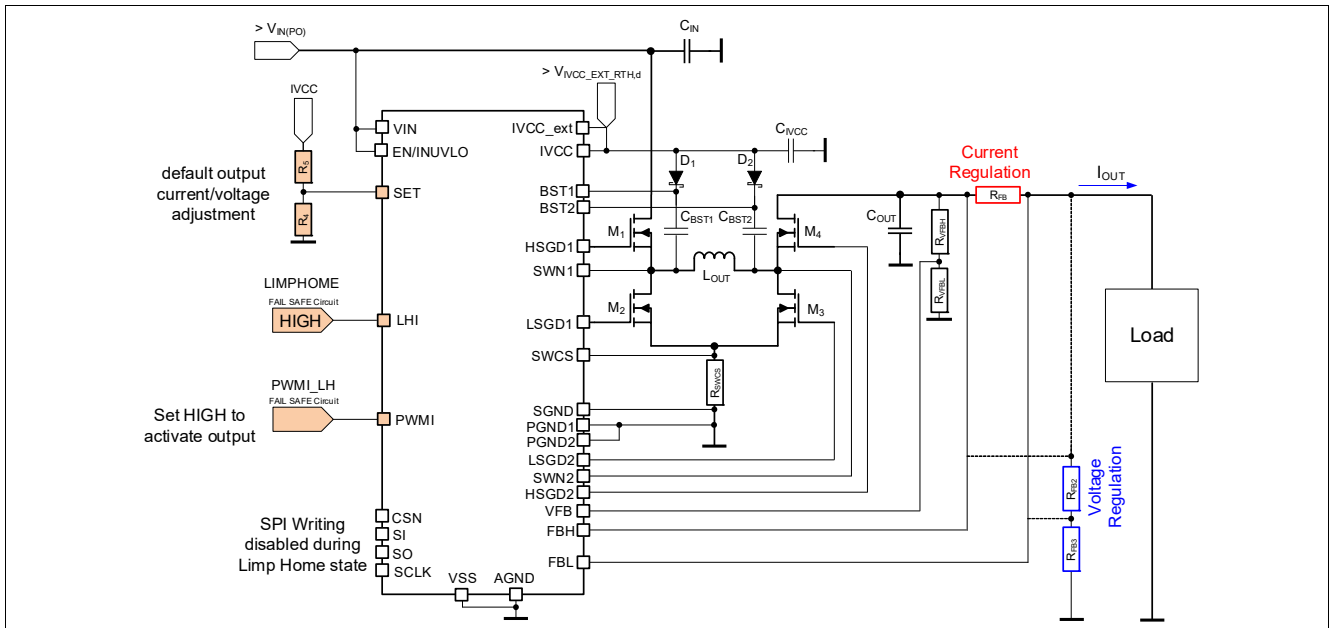 > VIN(PO)
CIN
> VIVCC_EXT_RTH,d
IVCC
VIN
EN/INUVLO
SET
R5
R4
default output
current/voltage
adjustment
LIMPHOME
FAIL SAFE Circuit
HIGH
LHI
PWMI_LH
FAIL SAFE Circuit
Set HIGH to
activate output
PWMI
SPI Writing
disabled during
Limp Home state
CSN
SI
SO
SCLK
VSS
AGND
IVCC_ext
IVCC
BST1
BST2
HSGD1
SWN1
LSGD1
SWCS
SGND
PGND1
PGND2
LSGD2
SWN2
HSGD2
VFB
FBH
FBL
CIVCC
D1
D2
CBST1
CBST2
M1
M4
LOUT
M2
M3
RSWCS
COUT
RVFBH
RVFBL
Current
Regulation
RFB
IOUT
Load
RFB2
RFB3
Voltage
Regulation